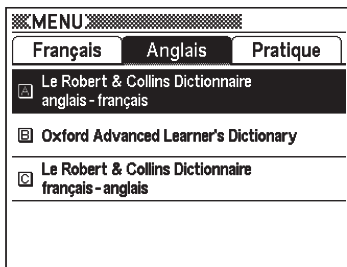 MENU
Français Anglais Pratique
A Le Robert & Collins Dictionnaire
anglais - français
B Oxford Advanced Learner's Dictionary
C Le Robert & Collins Dictionnaire
français - anglais